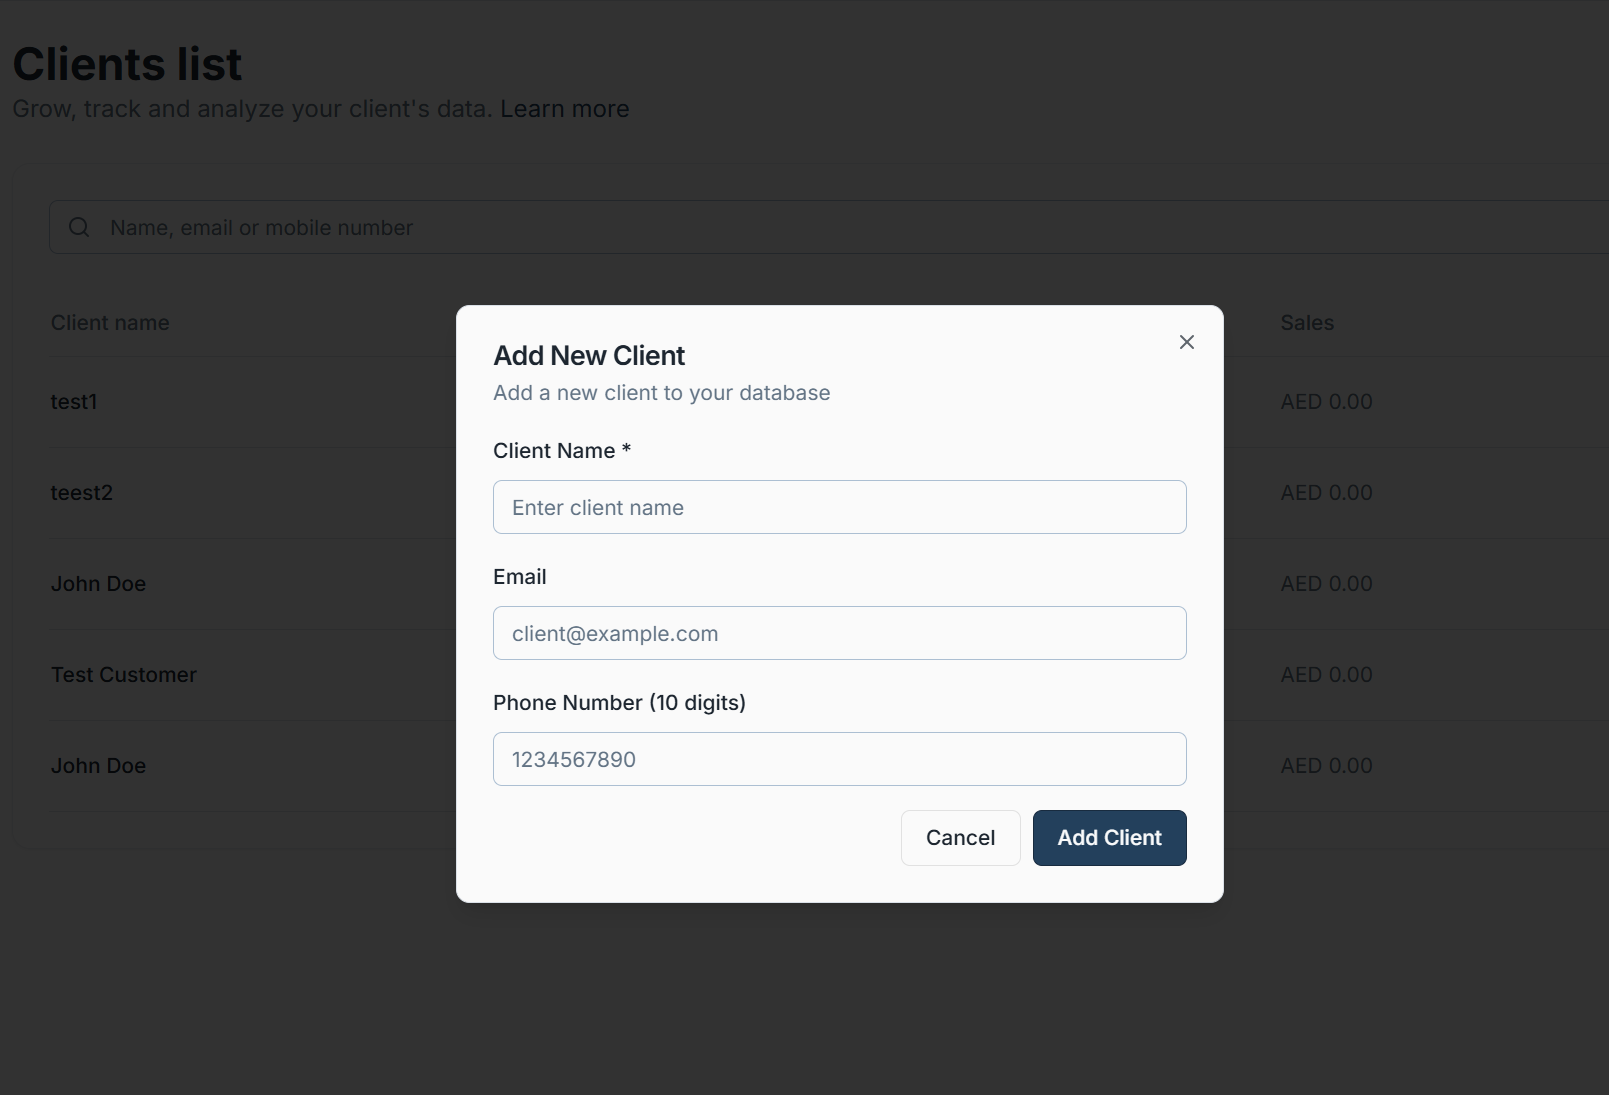 Clients list
Grow, track and analyze your client's data. Learn more
Name, email or mobile number
Client name
Sales
test1
AED 0.00
teest2
AED 0.00
John Doe
AED 0.00
Test Customer
AED 0.00
John Doe
AED 0.00
Add New Client
Add a new client to your database
Client Name *
Enter client name
Email
client@example.com
Phone Number (10 digits)
1234567890
Cancel
Add Client